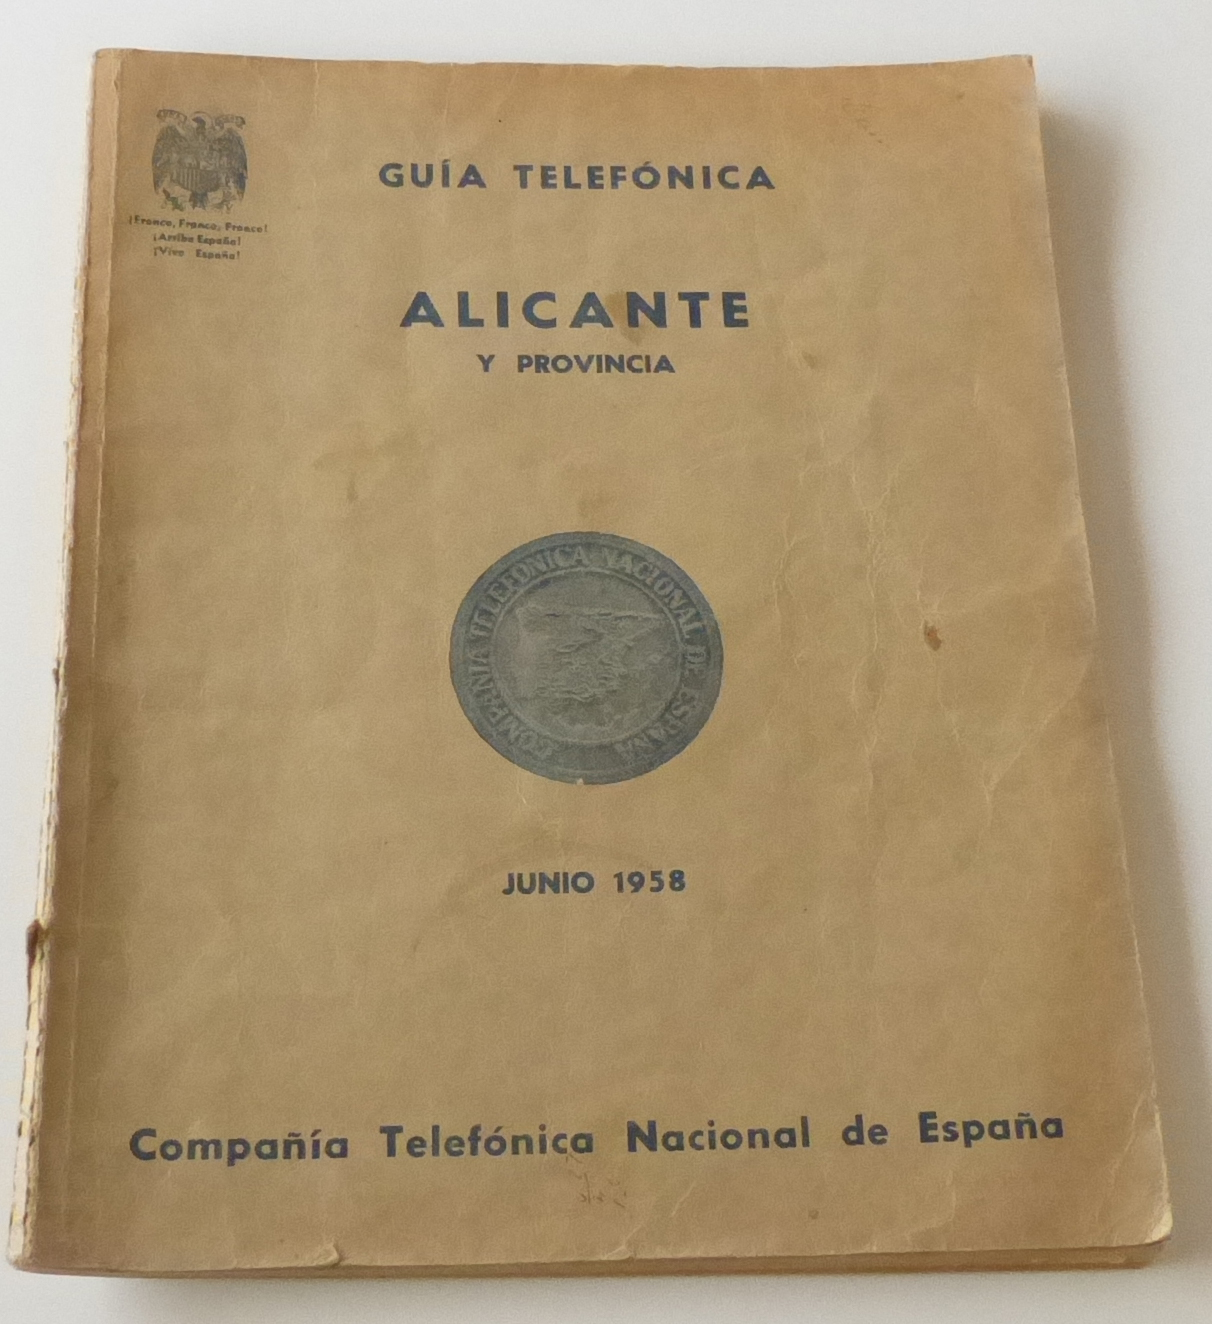 ¡Franco, Franco, Franco!
¡Arriba España!
¡Viva España!
GUÍA TELEFÓNICA
ALICANTE
Y PROVINCIA
COMPAÑIA TELEFONICA NACIONAL DE ESPAÑA
JUNIO 1958
Compañía Telefónica Nacional de España